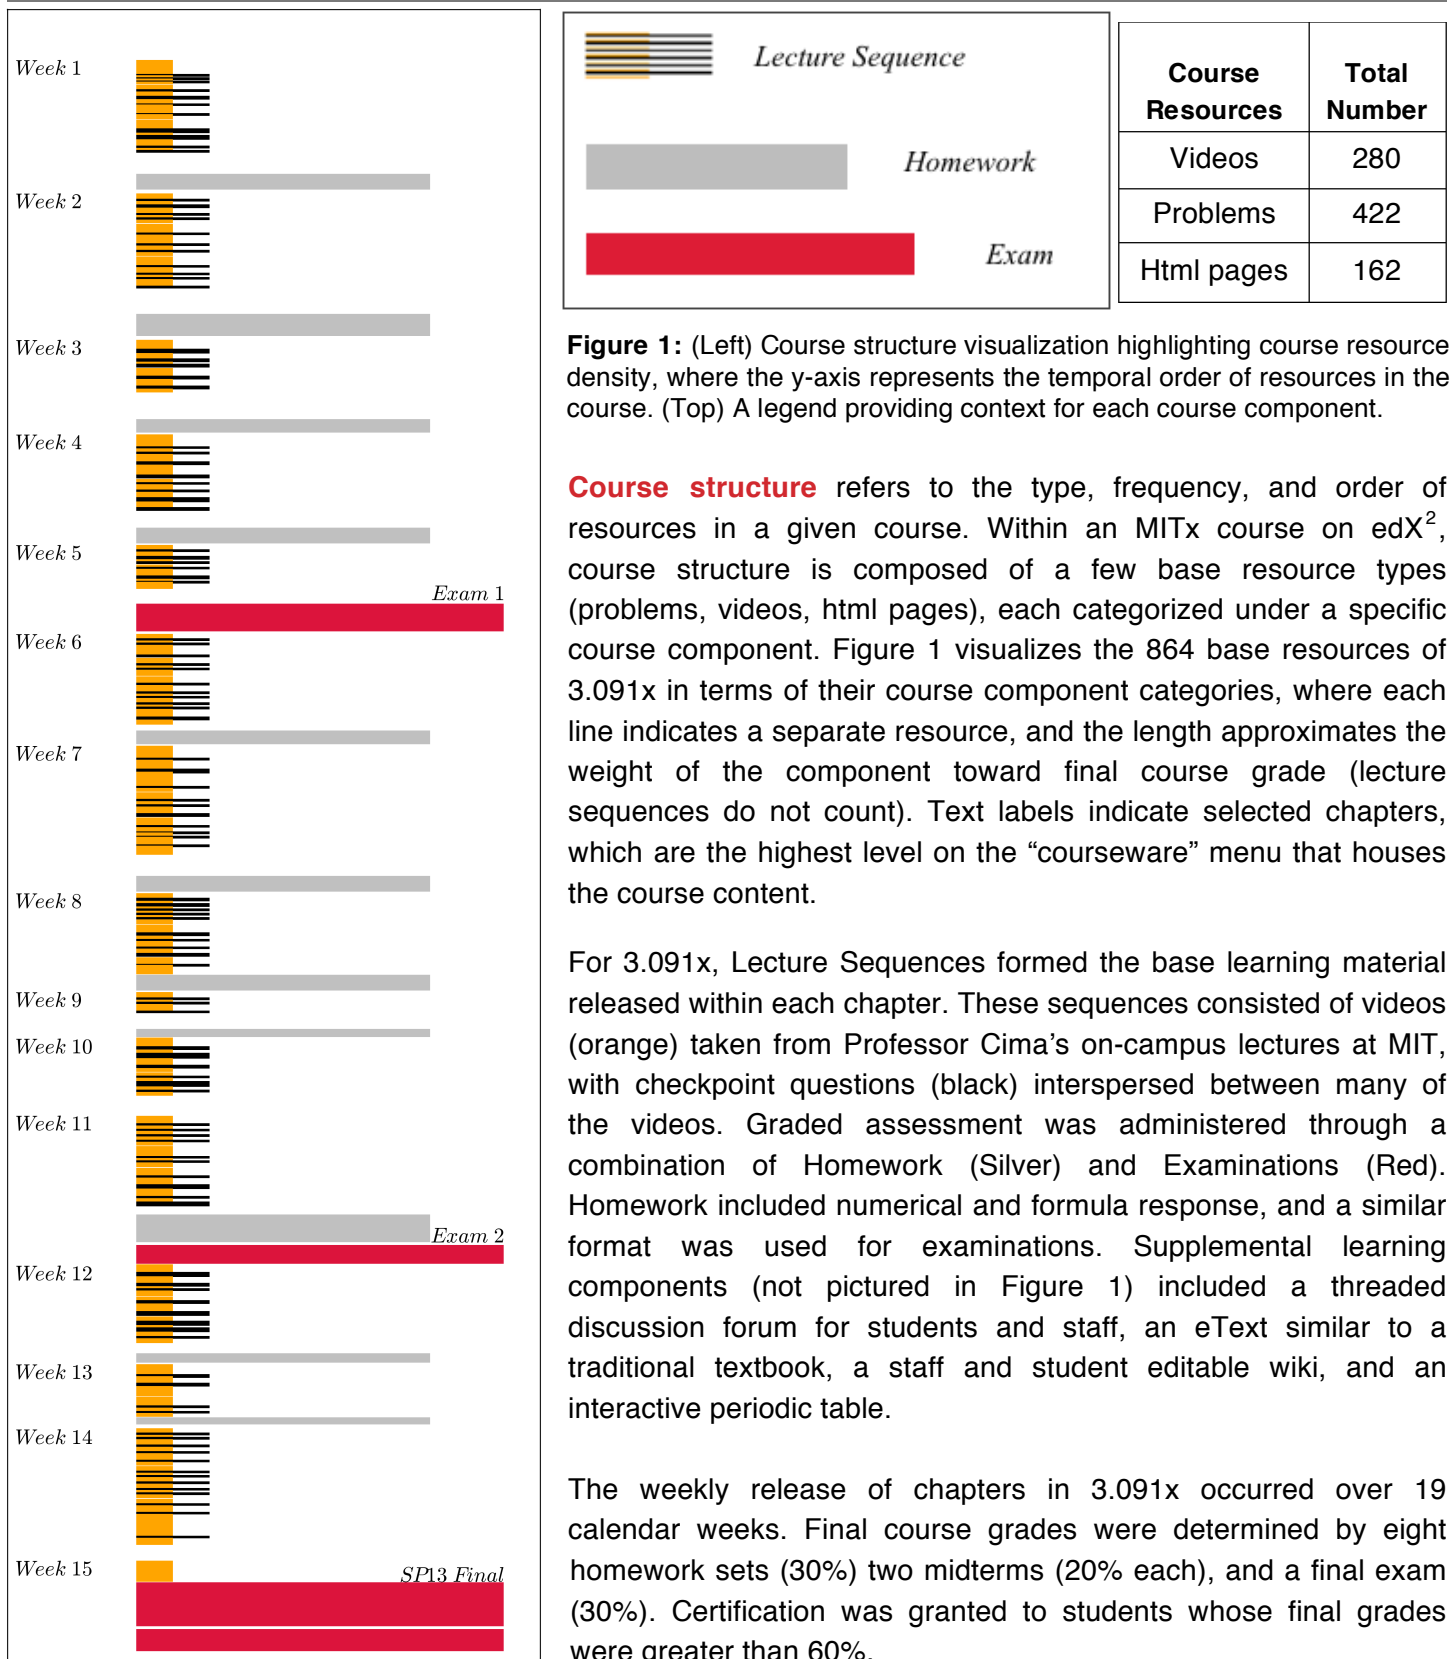 Week 1
Week 2
Week 3
Week 4
Week 5
Exam 1
Week 6
Week 7
Week 8
Week 9
Week 10
Week 11
Exam 2
Week 12
Week 13
Week 14
Week 15
SP13 Final
Lecture Sequence
Homework
Exam
Course Total
Resources Number
Videos 280
Problems 422
Html pages 162
Figure 1: (Left) Course structure visualization highlighting course resource
density, where the y-axis represents the temporal order of resources in the
course. (Top) A legend providing context for each course component.
Course structure refers to the type, frequency, and order of
resources in a given course. Within an MITx course on edX²,
course structure is composed of a few base resource types
(problems, videos, html pages), each categorized under a specific
course component. Figure 1 visualizes the 864 base resources of
3.091x in terms of their course component categories, where each
line indicates a separate resource, and the length approximates the
weight of the component toward final course grade (lecture
sequences do not count). Text labels indicate selected chapters,
which are the highest level on the “courseware” menu that houses
the course content.
For 3.091x, Lecture Sequences formed the base learning material
released within each chapter. These sequences consisted of videos
(orange) taken from Professor Cima’s on-campus lectures at MIT,
with checkpoint questions (black) interspersed between many of
the videos. Graded assessment was administered through a
combination of Homework (Silver) and Examinations (Red).
Homework included numerical and formula response, and a similar
format was used for examinations. Supplemental learning
components (not pictured in Figure 1) included a threaded
discussion forum for students and staff, an eText similar to a
traditional textbook, a staff and student editable wiki, and an
interactive periodic table.
The weekly release of chapters in 3.091x occurred over 19
calendar weeks. Final course grades were determined by eight
homework sets (30%) two midterms (20% each), and a final exam
(30%). Certification was granted to students whose final grades
were greater than 60%.